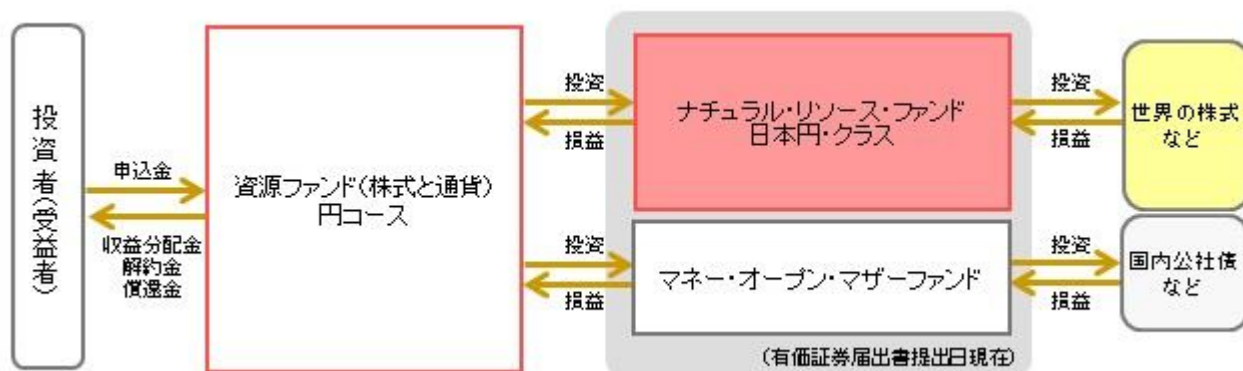 投資者(受益者)
申込金
収益分配金
解約金
償還金
資源ファンド(株式と通貨)
円コース
投資
損益
ナチュラル・リソース・ファンド
日本円・クラス
投資
損益
世界の株式
など
投資
損益
マネー・オープン・マザーファンド
投資
損益
国内公社債
など
(有価証券届出書提出日現在)